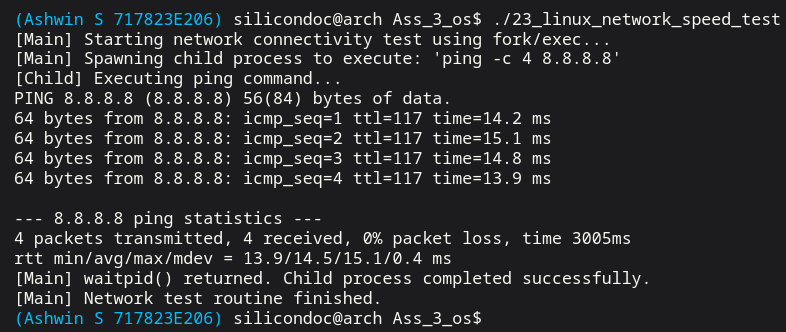 (Ashwin S 717823E206) silicondoc@arch Ass_3_os$ ./23_linux_network_speed_test
[Main] Starting network connectivity test using fork/exec...
[Main] Spawning child process to execute: 'ping -c 4 8.8.8.8'
[Child] Executing ping command...
PING 8.8.8.8 (8.8.8.8) 56(84) bytes of data.
64 bytes from 8.8.8.8: icmp_seq=1 ttl=117 time=14.2 ms
64 bytes from 8.8.8.8: icmp_seq=2 ttl=117 time=15.1 ms
64 bytes from 8.8.8.8: icmp_seq=3 ttl=117 time=14.8 ms
64 bytes from 8.8.8.8: icmp_seq=4 ttl=117 time=13.9 ms

--- 8.8.8.8 ping statistics ---
4 packets transmitted, 4 received, 0% packet loss, time 3005ms
rtt min/avg/max/mdev = 13.9/14.5/15.1/0.4 ms
[Main] waitpid() returned. Child process completed successfully.
[Main] Network test routine finished.
(Ashwin S 717823E206) silicondoc@arch Ass_3_os$